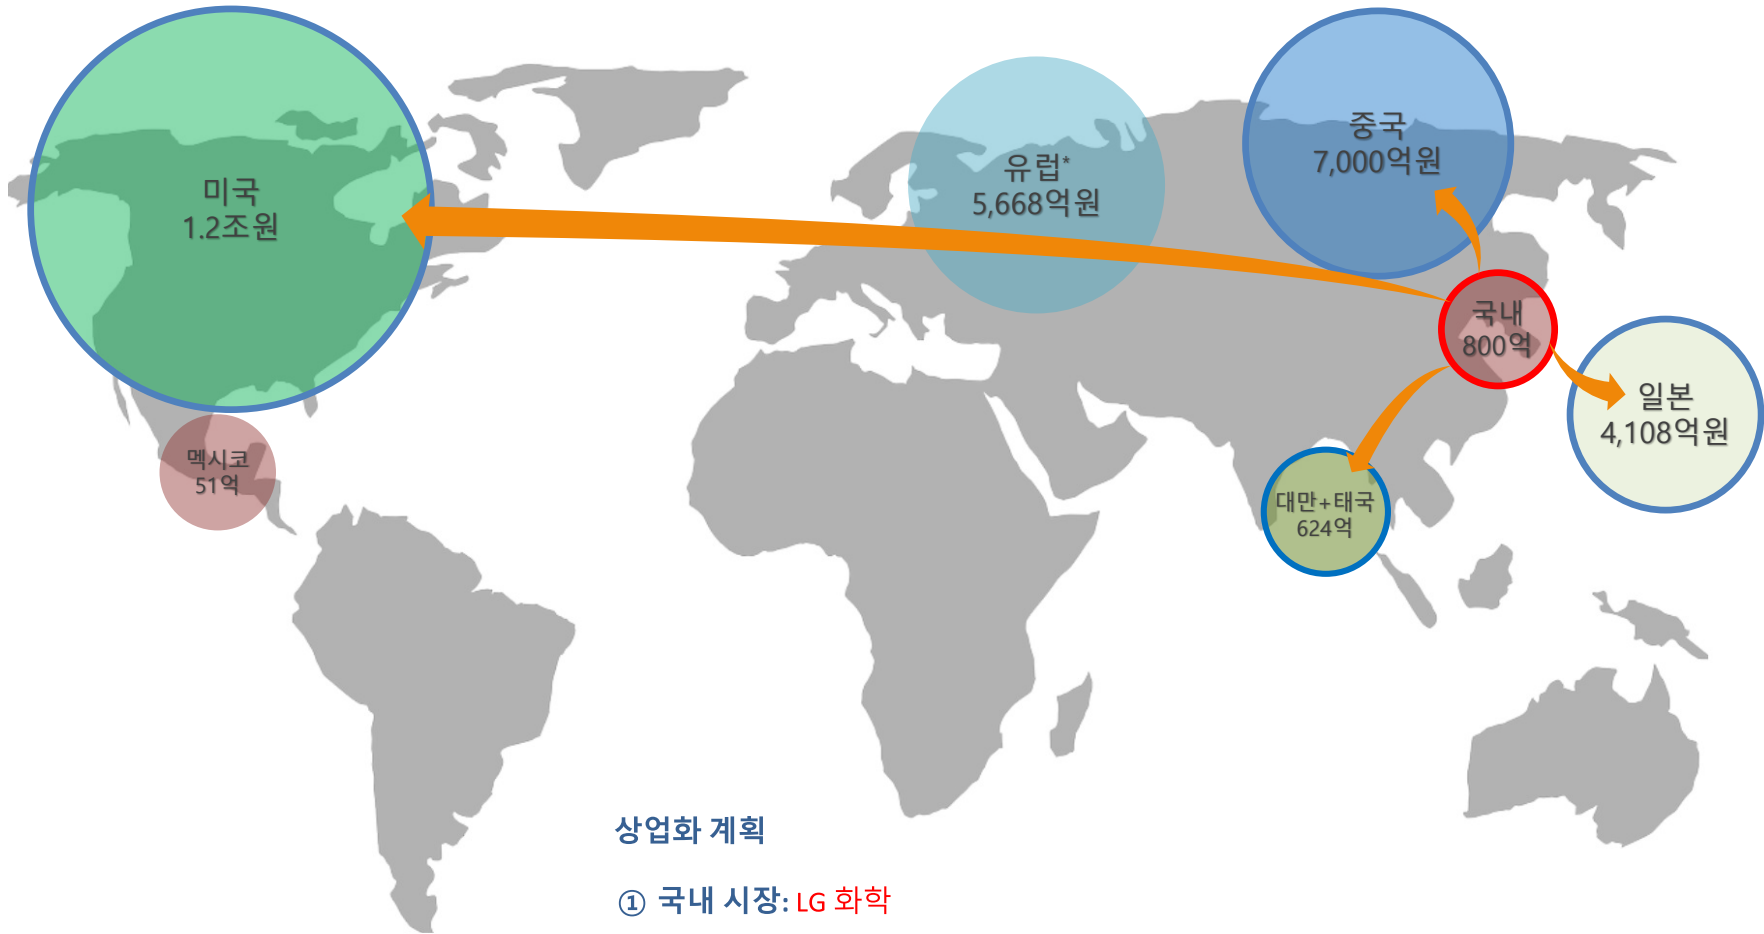 미국
1.2조원
유럽*
5,668억원
중국
7,000억원
국내
800억
일본
4,108억원
멕시코
51억
대만+태국
624억
상업화 계획
① 국내 시장: LG 화학